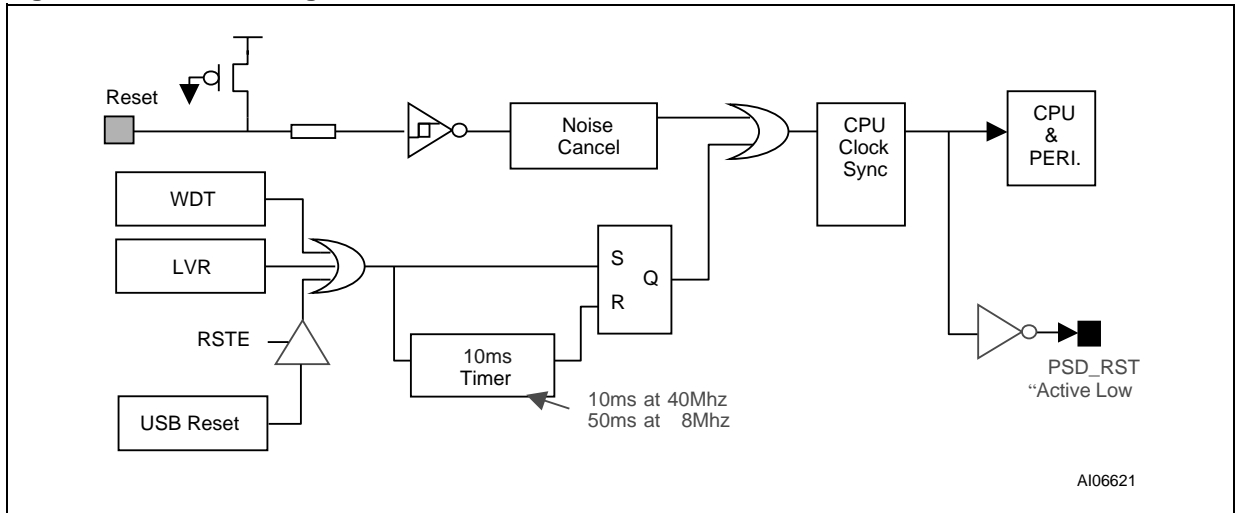 Reset
Noise
Cancel
CPU
Clock
Sync
CPU
&
PERI.
WDT
LVR
S
Q
R
RSTE
10ms
Timer
10ms at 40Mhz
50ms at 8Mhz
USB Reset
PSD_RST
“Active Low
AI06621